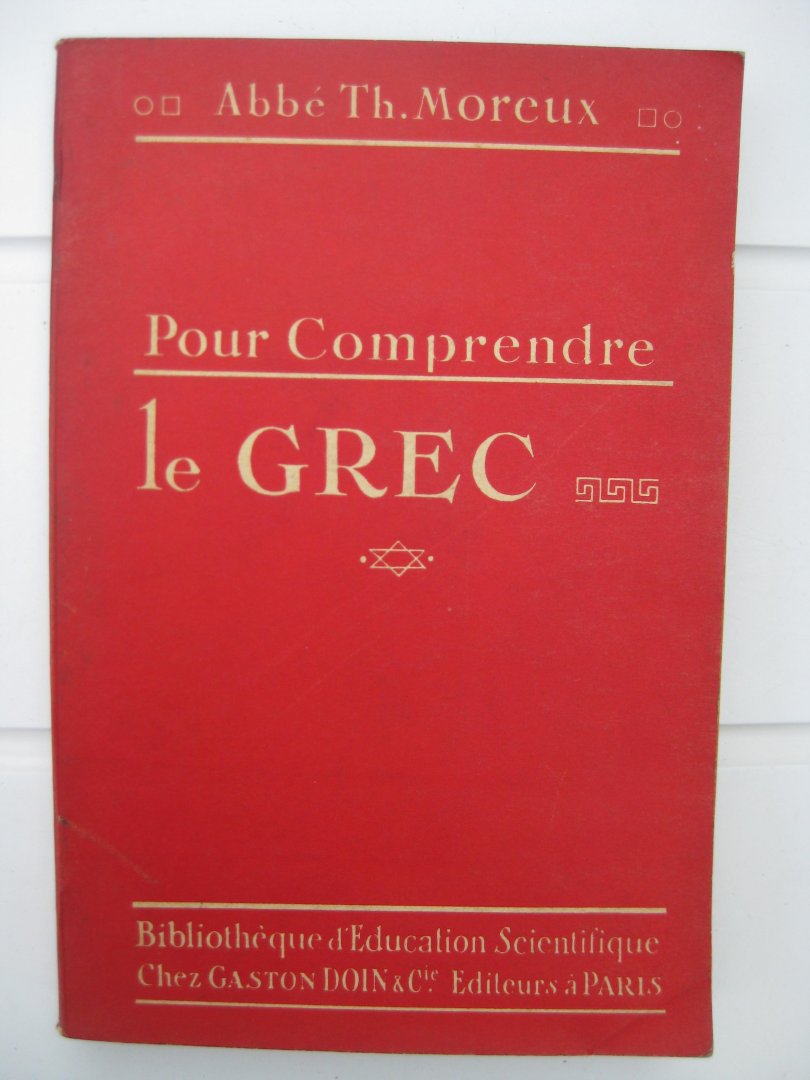 Abbé Th. Moreux
Pour Comprendre
le GREC
Bibliothèque d'Education Scientifique
Chez GASTON DOIN & Cie. Editeurs à PARIS